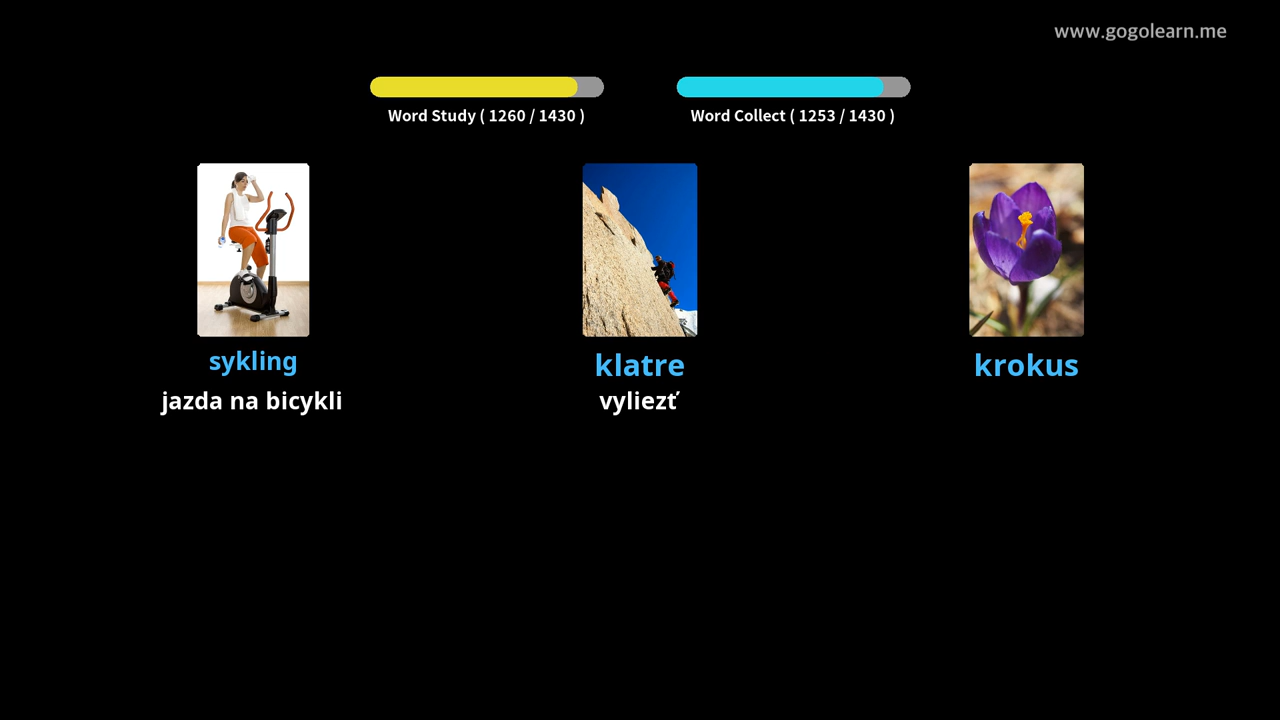 www.gogolearn.me
Word Study ( 1260 / 1430 )
Word Collect ( 1253 / 1430 )
sykling
klatre
krokus
jazda na bicykli
vyliezť